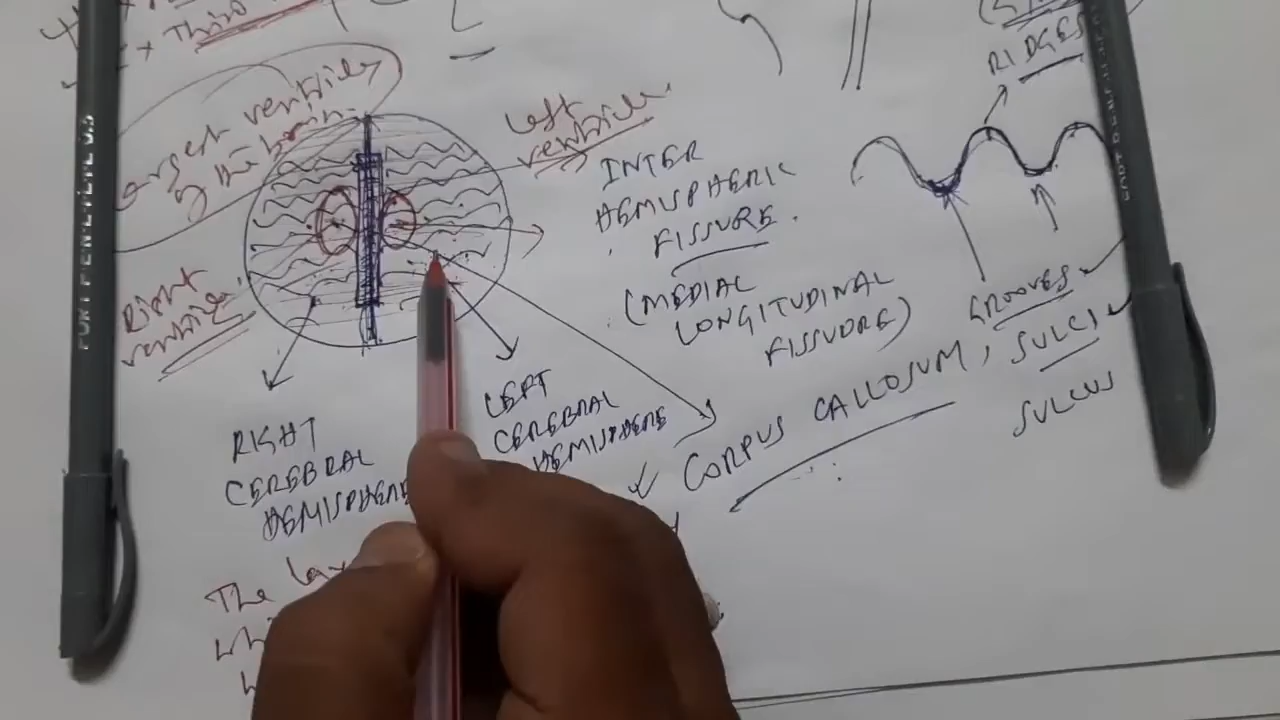 Third
Largest ventricle
of the brain
Left
ventricle
Right
ventricle
INTER
HEMISPHERIC
FISSURE.
(MEDIAL
LONGITUDINAL
FISSUORE)
RIDGES
GROOVES
SULCI
SULCUS
CORPUS CALLOSUM,
LEFT
CEREBRAL
HEMISPHERE
RIGHT
CEREBRAL
HEMISPHERE
The